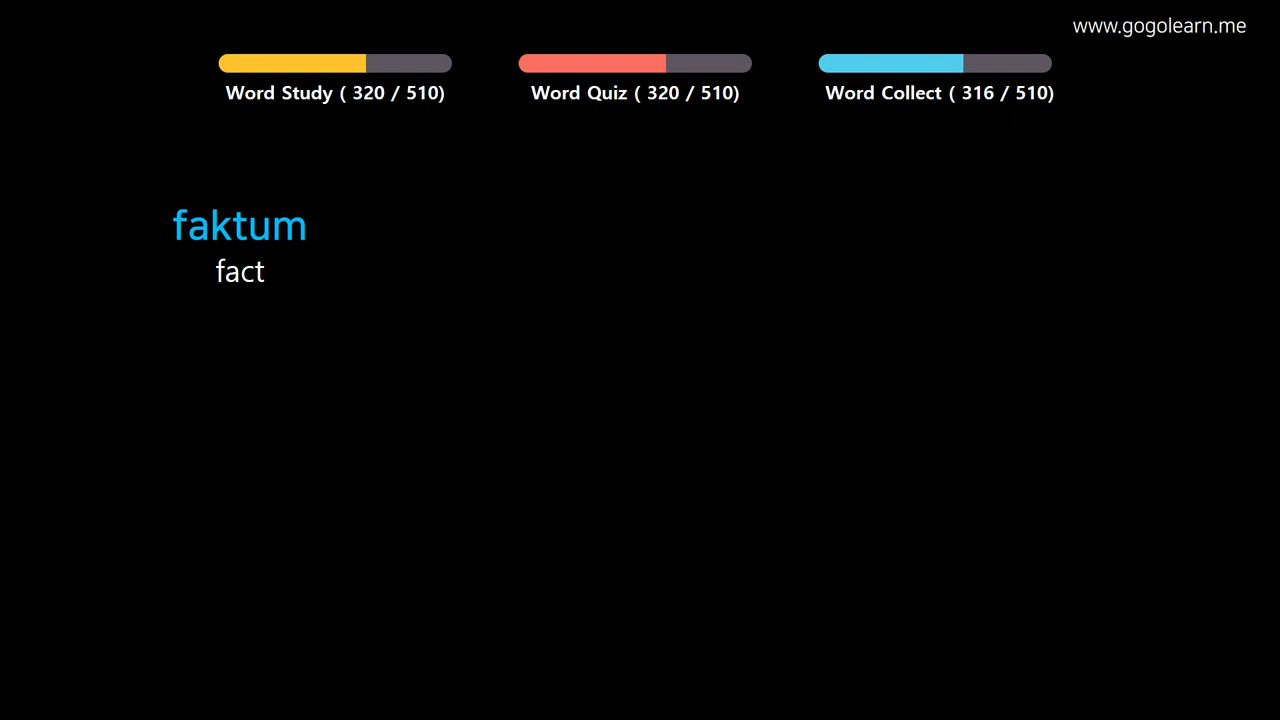 www.gogolearn.me
Word Study ( 320 / 510)
Word Quiz ( 320 / 510)
Word Collect ( 316 / 510)
faktum
fact